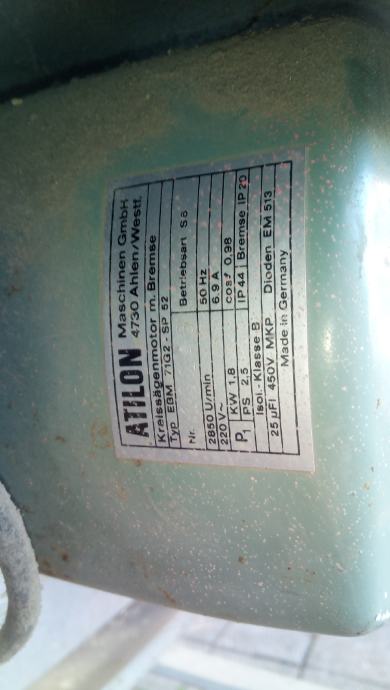 ATILON Maschinen GmbH
4730 Ahlen/Westf.
Kreissägenmotor m. Bremse
Typ EBM 71G2 SP 52
Nr. Betriebsart S 6
2850 U/min 50 Hz
220 V~ 6,9 A
P1 KW 1,8 cos φ 0,98
PS 2,5 IP 44 Bremse IP 20
Isol.-Klasse B
25 µF| 450V MKP Dioden EM 513
Made in Germany